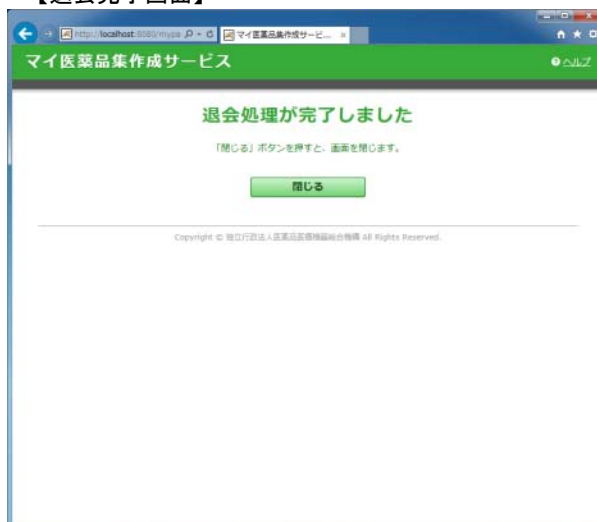 【退会完了画面】
http://localhost:8080/mypa
マイ医薬品集作成サービ...
マイ医薬品集作成サービス
ヘルプ
退会処理が完了しました
「閉じる」ボタンを押すと、画面を閉じます。
閉じる
Copyright © 独立行政法人医薬品医療機器総合機構 All Rights Reserved.